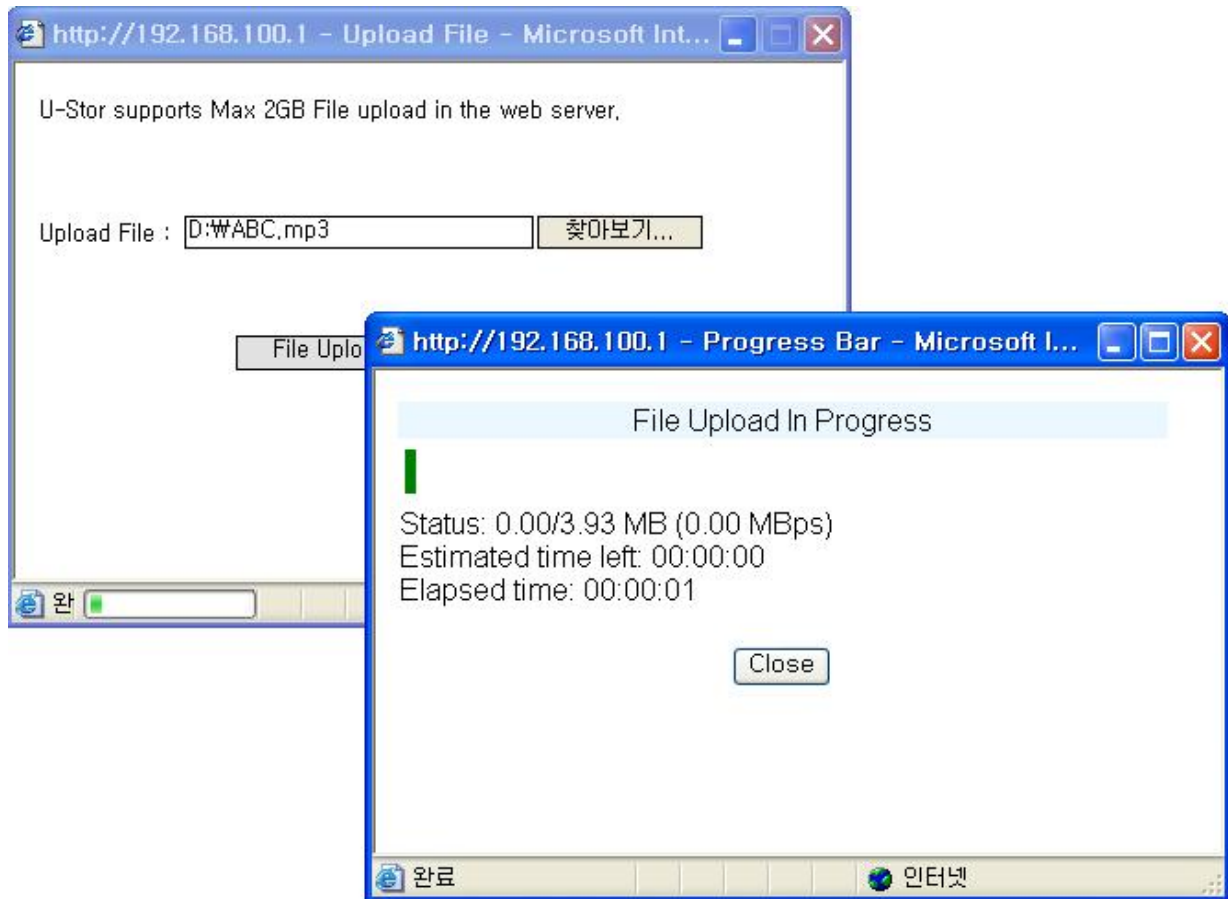 http://192.168.100.1 - Upload File - Microsoft Int...
U-Stor supports Max 2GB File upload in the web server,
Upload File : D:₩ABC,mp3 찾아보기...
File Uplo
완
http://192.168.100.1 - Progress Bar - Microsoft I...
File Upload In Progress
Status: 0.00/3.93 MB (0.00 MBps)
Estimated time left: 00:00:00
Elapsed time: 00:00:01
Close
완료 인터넷